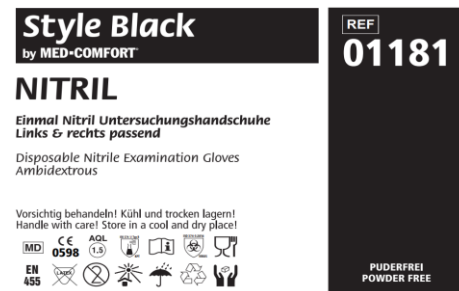 Style Black
by MED•COMFORT
REF
01181
NITRIL
Einmal Nitril Untersuchungshandschuhe
Links & rechts passend
Disposable Nitrile Examination Gloves
Ambidextrous
Vorsichtig behandeln! Kühl und trocken lagern!
Handle with care! Store in a cool and dry place!
MD
CE
0598
AQL
1.5
EN
455
LATEX
2
PUDERFREI
POWDER FREE